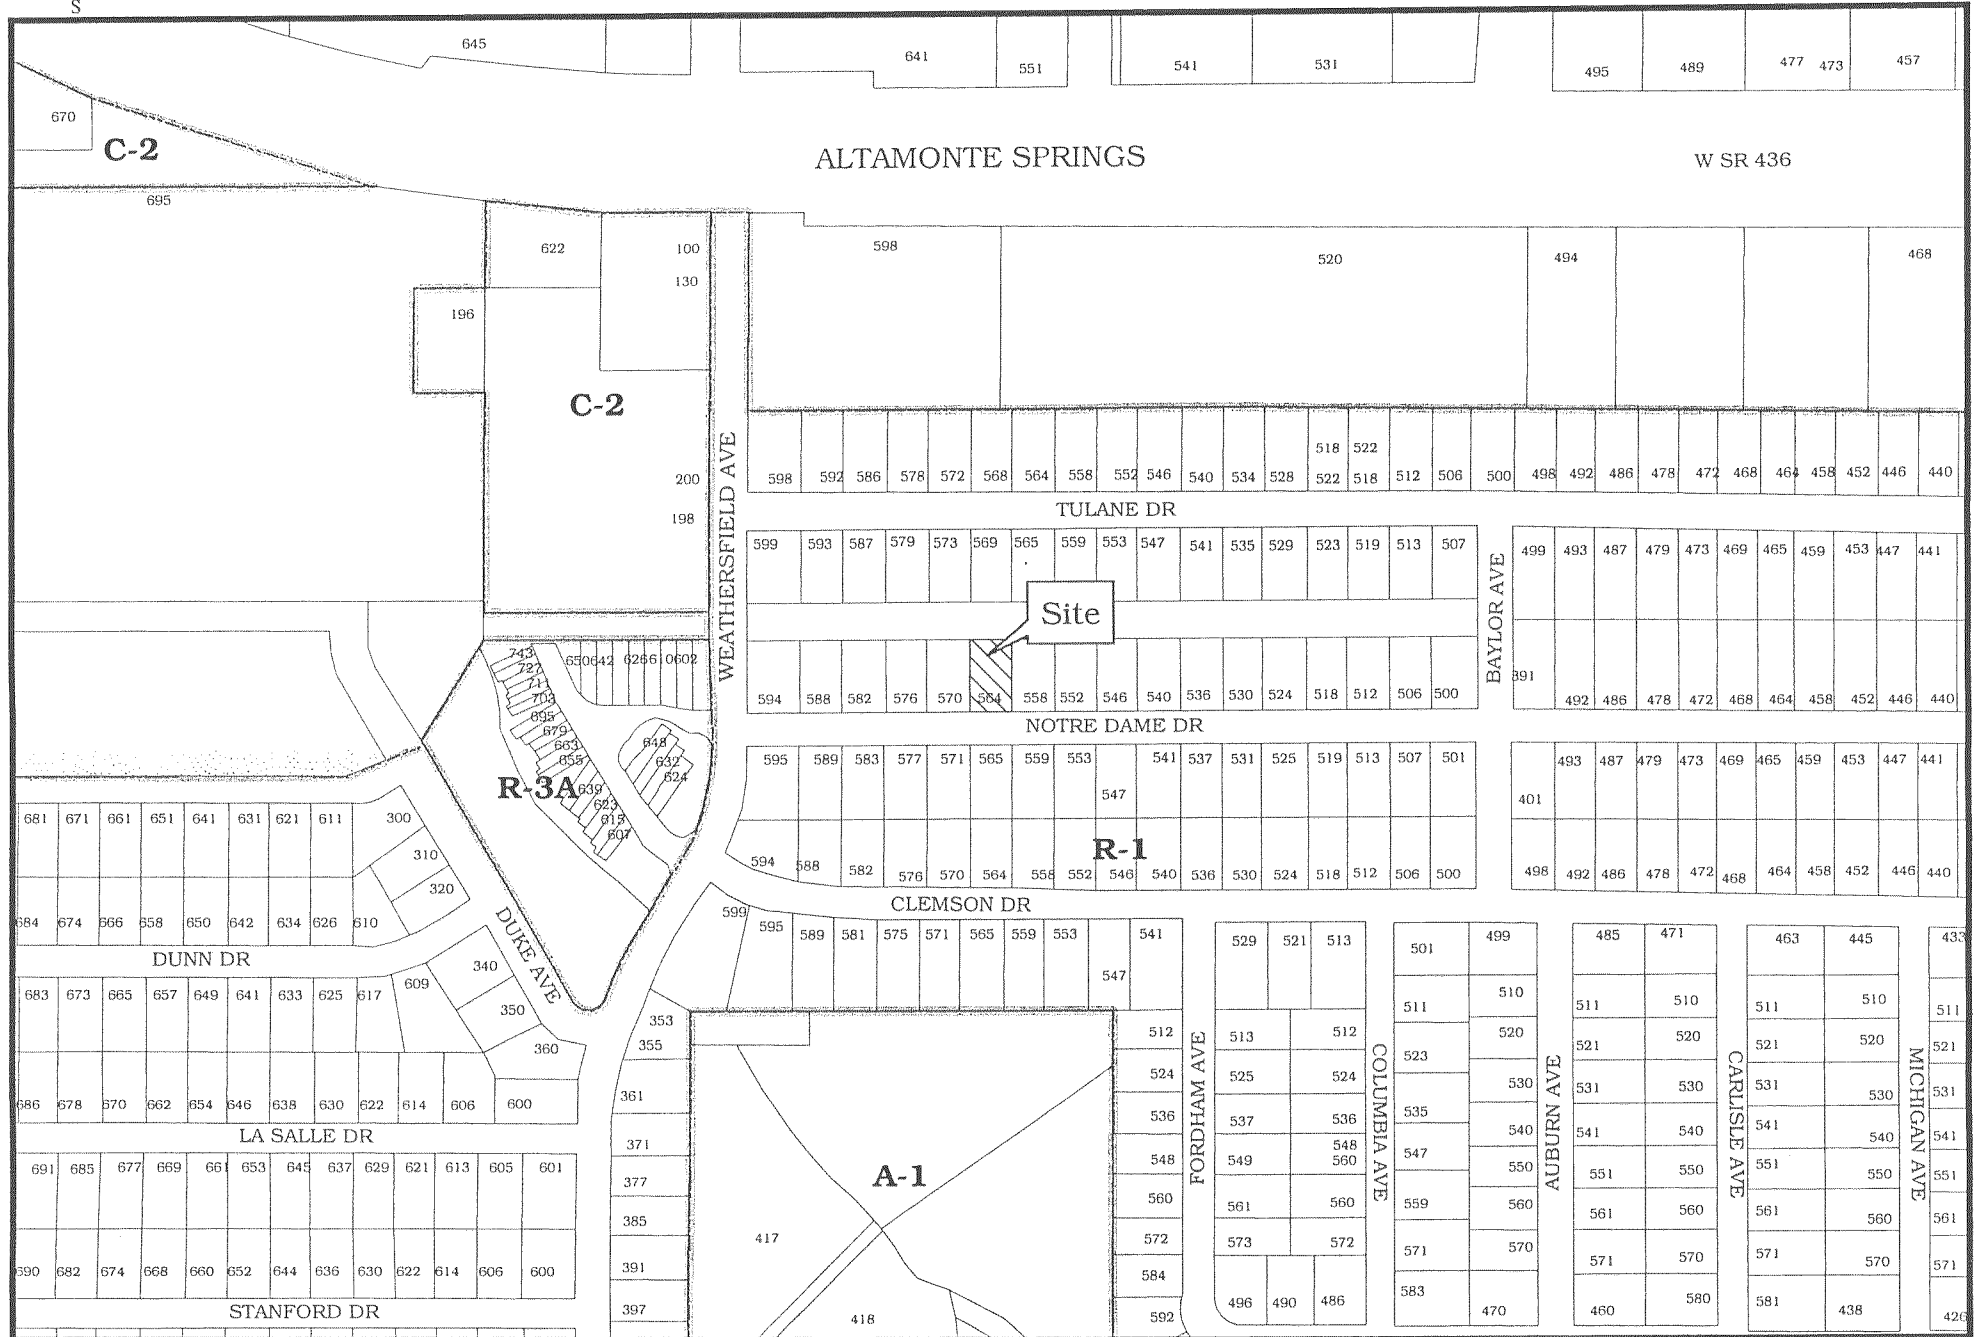 S
645 641 551 541 531 495 489 477 473 457
670
C-2
ALTAMONTE SPRINGS
W SR 436
695
622 100 598 520 494 468
130
196
C-2
518 522
200 598 592 586 578 572 568 564 558 552 546 540 534 528 522 518 512 506 500 498 492 486 478 472 468 464 458 452 446 440
198
WEATHERSFIELD AVE
TULANE DR
599 593 587 579 573 569 565 559 553 547 541 535 529 523 519 513 507 499 493 487 479 473 469 465 459 453 447 441
Site
BAYLOR AVE
743 650 642 626 610 602
727
711
703
695
679
663
655
639
623
615
607
648
632
624
R-3A
391
594 588 582 576 570 564 558 552 546 540 536 530 524 518 512 506 500 492 486 478 472 468 464 458 452 446 440
NOTRE DAME DR
595 589 583 577 571 565 559 553 541 537 531 525 519 513 507 501 493 487 479 473 469 465 459 453 447 441
547
401
R-1
594 588 582 576 570 564 558 552 546 540 536 530 524 518 512 506 500 498 492 486 478 472 468 464 458 452 446 440
CLEMSON DR
681 671 661 651 641 631 621 611 300
310
320
684 674 666 658 650 642 634 626 610
DUNN DR
DUKE AVE
340
350
360
683 673 665 657 649 641 633 625 617 609
686 678 670 662 654 646 638 630 622 614 606 600
LA SALLE DR
691 685 677 669 661 653 645 637 629 621 613 605 601
690 682 674 668 660 652 644 636 630 622 614 606 600
STANFORD DR
599 595 589 581 575 571 565 559 553 547 541
353
355
361
371
377
385
391
397
A-1
417
418
512
524
536
548
560
572
584
592
FORDHAM AVE
529 521 513
513 512
525 524
537 536
548
549 560
561 560
573 572
496 490 486
COLUMBIA AVE
501 499
511 510
523 520
530
535 540
547 550
559 560
571 570
583 470
AUBURN AVE
485 471
511 510
521 520
531 530
541 540
551 550
561 560
571 570
460 580
CARLISLE AVE
463 445
511 510
521 520
531 530
541 540
551 550
561 560
571 570
581 438
MICHIGAN AVE
433
511
521
531
541
551
561
571
426